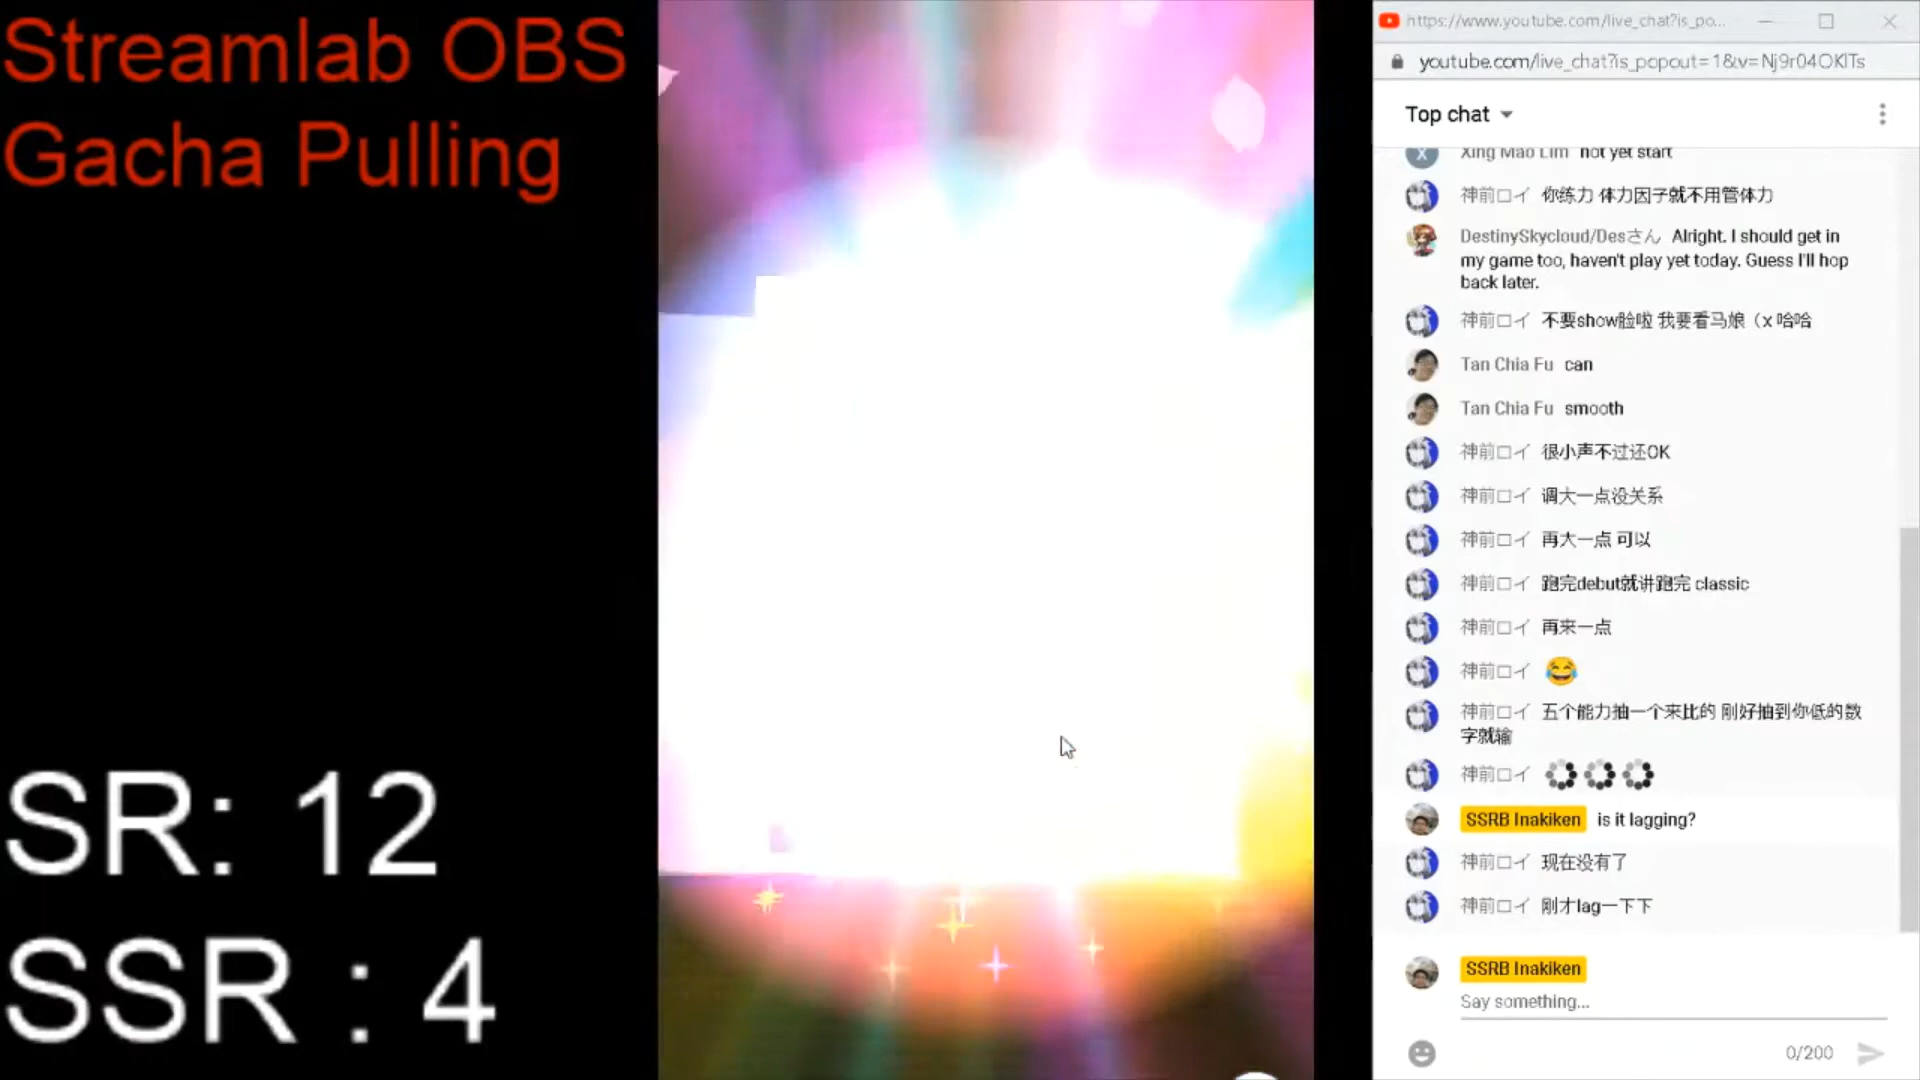 Streamlab OBS
Gacha Pulling
SR: 12
SSR : 4
https://www.youtube.com/live_chat?is_po...
youtube.com/live_chat?is_popout=1&v=Nj9r04OKlTs
Top chat
X Xing Mao Lim not yet start
神前ロイ 你练力 体力因子就不用管体力
DestinySkycloud/Desさん Alright. I should get in
my game too, haven't play yet today. Guess I'll hop
back later.
神前ロイ 不要show脸啦 我要看马娘（x 哈哈
Tan Chia Fu can
Tan Chia Fu smooth
神前ロイ 很小声不过还OK
神前ロイ 调大一点没关系
神前ロイ 再大一点 可以
神前ロイ 跑完debut就讲跑完 classic
神前ロイ 再来一点
神前ロイ 😂
神前ロイ 五个能力抽一个来比的 刚好抽到你低的数
字就输
神前ロイ
SSRB Inakiken is it lagging?
神前ロイ 现在没有了
神前ロイ 刚才lag一下下
SSRB Inakiken
Say something...
0/200